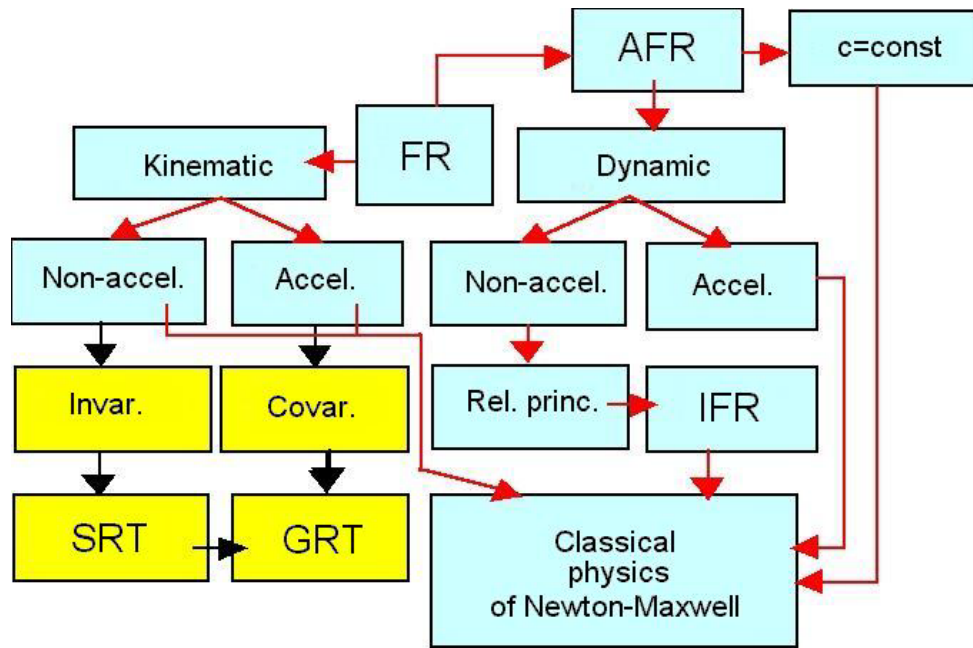 AFR
c=const
FR
Kinematic
Dynamic
Non-accel.
Accel.
Non-accel.
Accel.
Invar.
Covar.
Rel. princ.
IFR
SRT
GRT
Classical
physics
of Newton-Maxwell